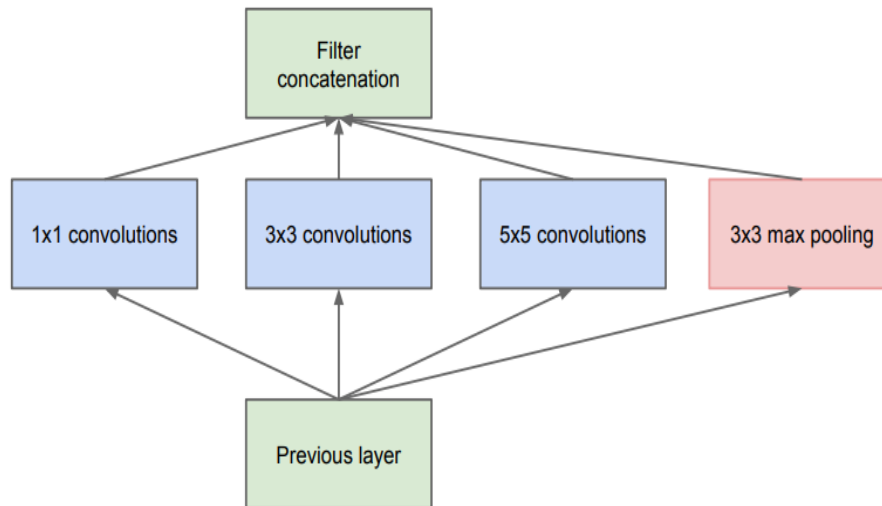 Filter
concatenation
1x1 convolutions
3x3 convolutions
5x5 convolutions
3x3 max pooling
Previous layer